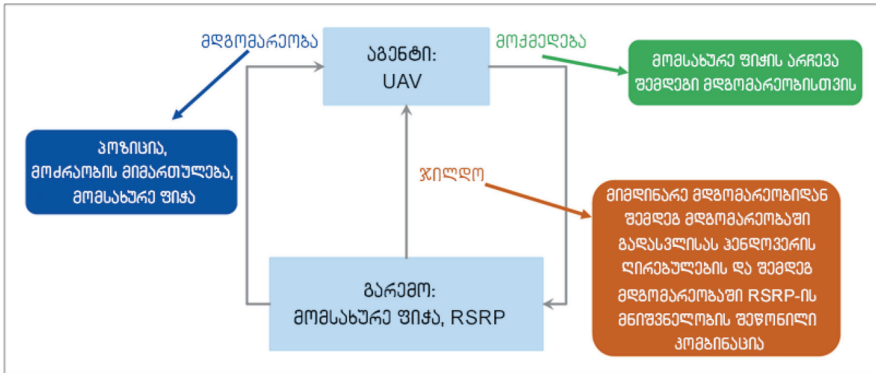 მდგომარეობა
აგენტი:
UAV
მოქმედება
მომსახურე ფიჭის არჩევა
შემდეგი მდგომარეობისთვის
პოზიცია,
მოძრაობის მიმართულება,
მომსახურე ფიჭა
ჯილდო
მიმდინარე მდგომარეობიდან
შემდეგ მდგომარეობაში
გადასვლისას ჰენდოვერის
ღირებულების და შემდეგ
მდგომარეობაში RSRP-ის
მნიშვნელობის შეწონილი
კომბინაცია
გარემო:
მომსახურე ფიჭა, RSRP